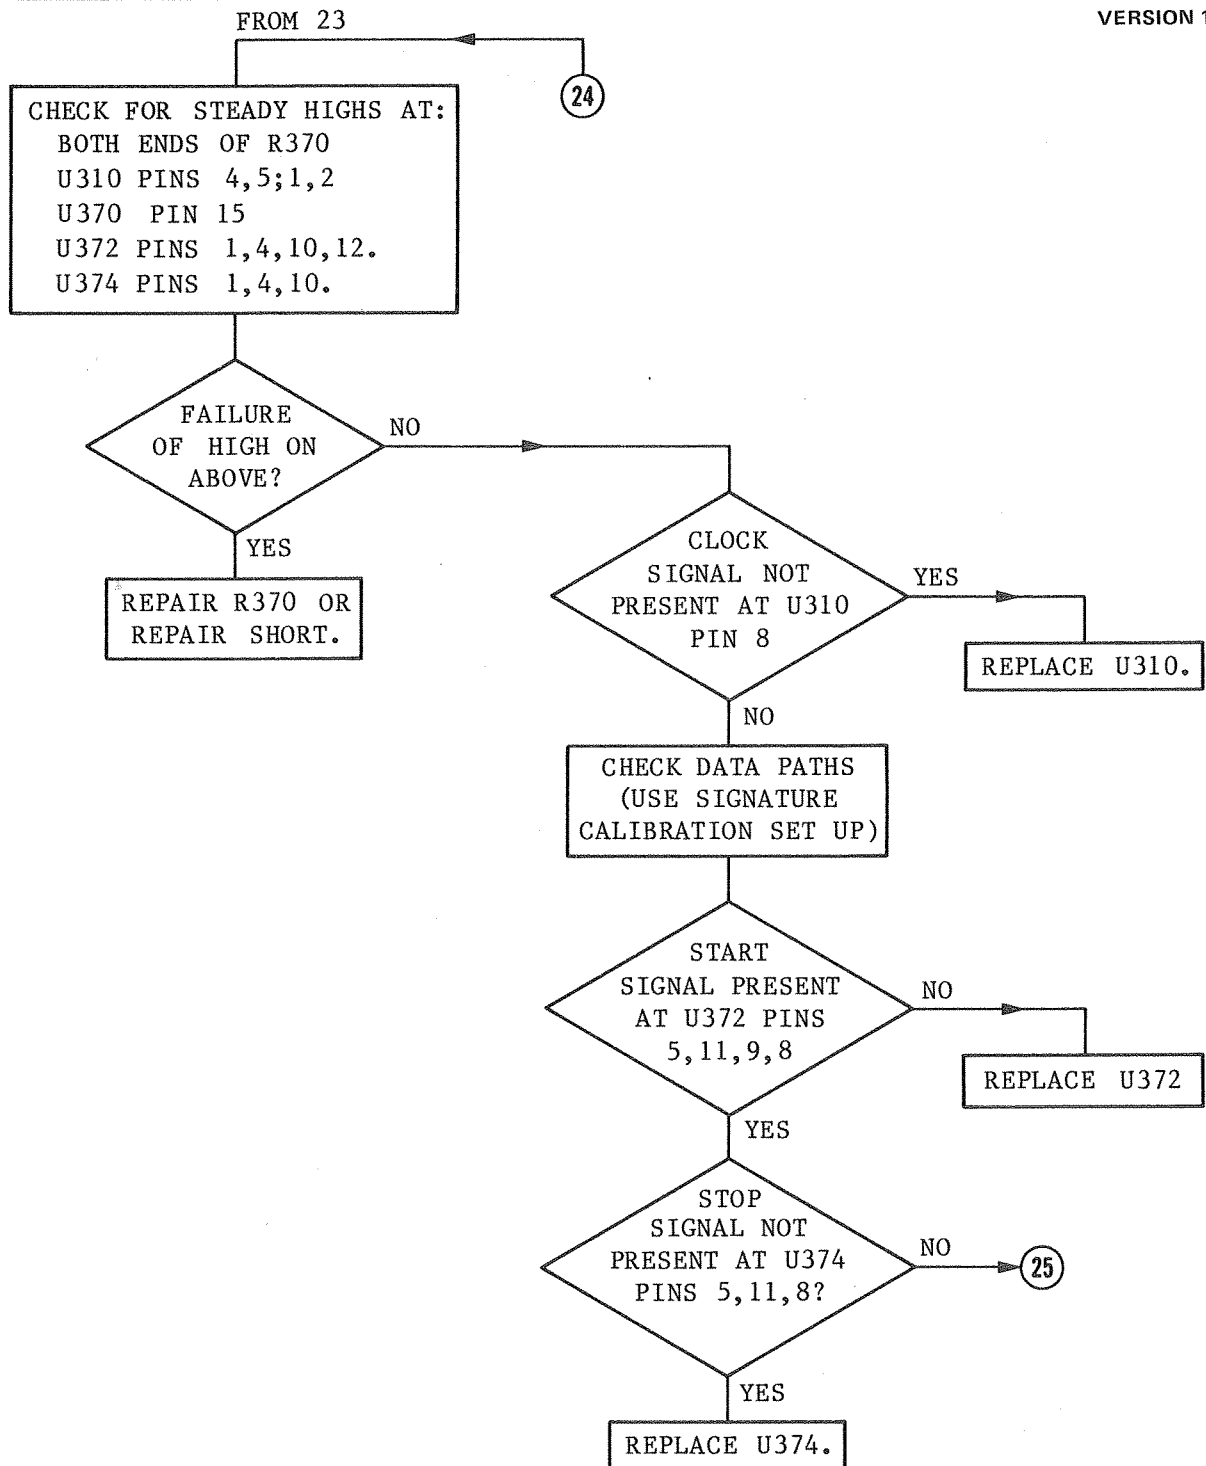 FROM 23
VERSION 1
24
CHECK FOR STEADY HIGHS AT:
BOTH ENDS OF R370
U310 PINS 4,5;1,2
U370 PIN 15
U372 PINS 1,4,10,12.
U374 PINS 1,4,10.
FAILURE
OF HIGH ON
ABOVE?
NO
YES
REPAIR R370 OR
REPAIR SHORT.
CLOCK
SIGNAL NOT
PRESENT AT U310
PIN 8
YES
REPLACE U310.
NO
CHECK DATA PATHS
(USE SIGNATURE
CALIBRATION SET UP)
START
SIGNAL PRESENT
AT U372 PINS
5,11,9,8
NO
REPLACE U372
YES
STOP
SIGNAL NOT
PRESENT AT U374
PINS 5,11,8?
NO
25
YES
REPLACE U374.